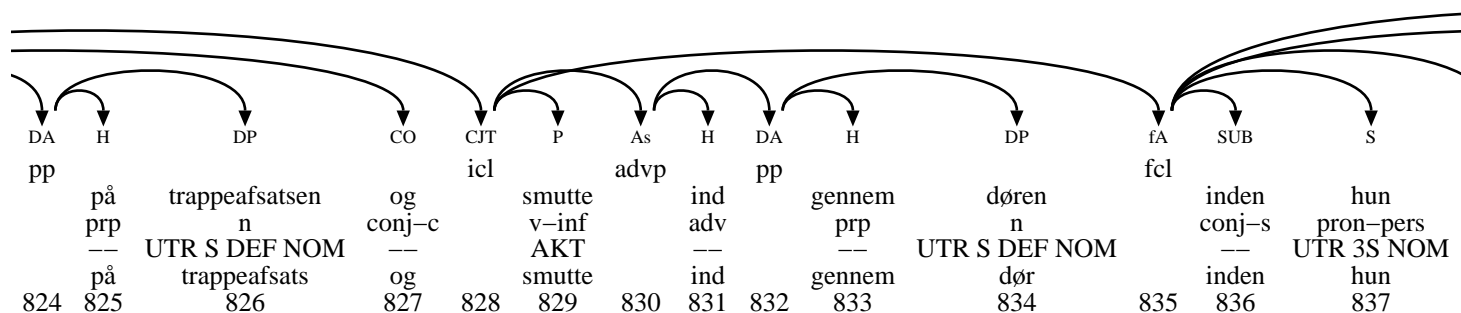 DA H DP CO CJT P As H DA H DP fA SUB S
pp icl advp pp fcl
på trappeafsatsen og smutte ind gennem døren inden hun
prp n conj−c v−inf adv prp n conj−s pron−pers
−− UTR S DEF NOM −− AKT −− −− UTR S DEF NOM −− UTR 3S NOM
på trappeafsats og smutte ind gennem dør inden hun
824 825 826 827 828 829 830 831 832 833 834 835 836 837